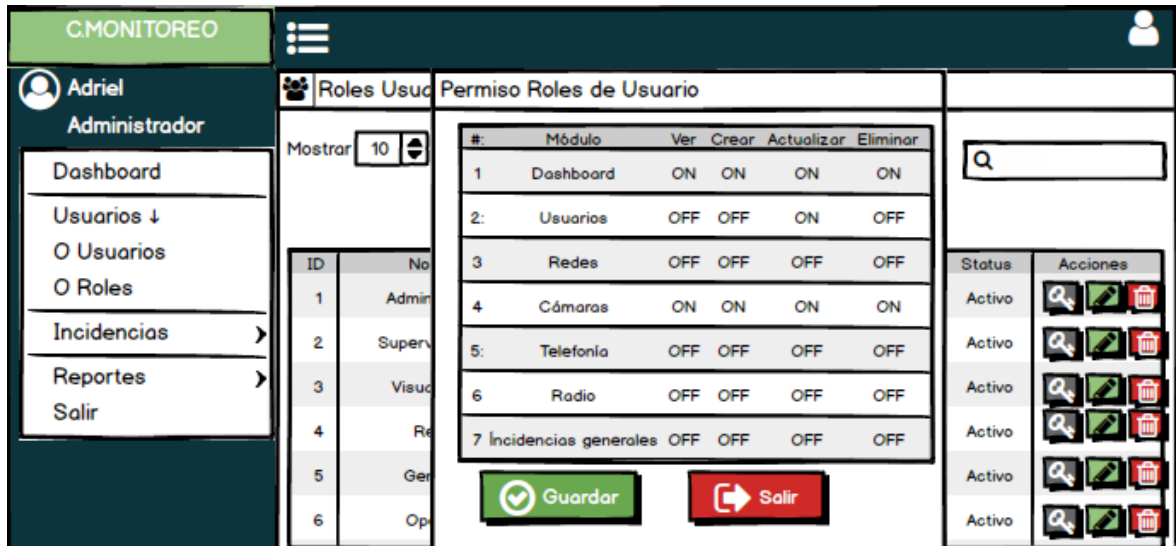 C.MONITOREO
Adriel
Administrador
Dashboard
Usuarios ↓
O Usuarios
O Roles
Incidencias
Reportes
Salir
Roles Usua
Mostrar 10
ID No Status Acciones
1 Admin Activo
2 Superv Activo
3 Visua Activo
4 Re Activo
5 Ger Activo
6 Ope Activo
Permiso Roles de Usuario
#: Módulo Ver Crear Actualizar Eliminar
1 Dashboard ON ON ON ON
2: Usuarios OFF OFF ON OFF
3 Redes OFF OFF OFF OFF
4 Cámaras ON ON ON ON
5: Telefonía OFF OFF OFF OFF
6 Radio OFF OFF OFF OFF
7 Incidencias generales OFF OFF OFF OFF
Guardar Salir